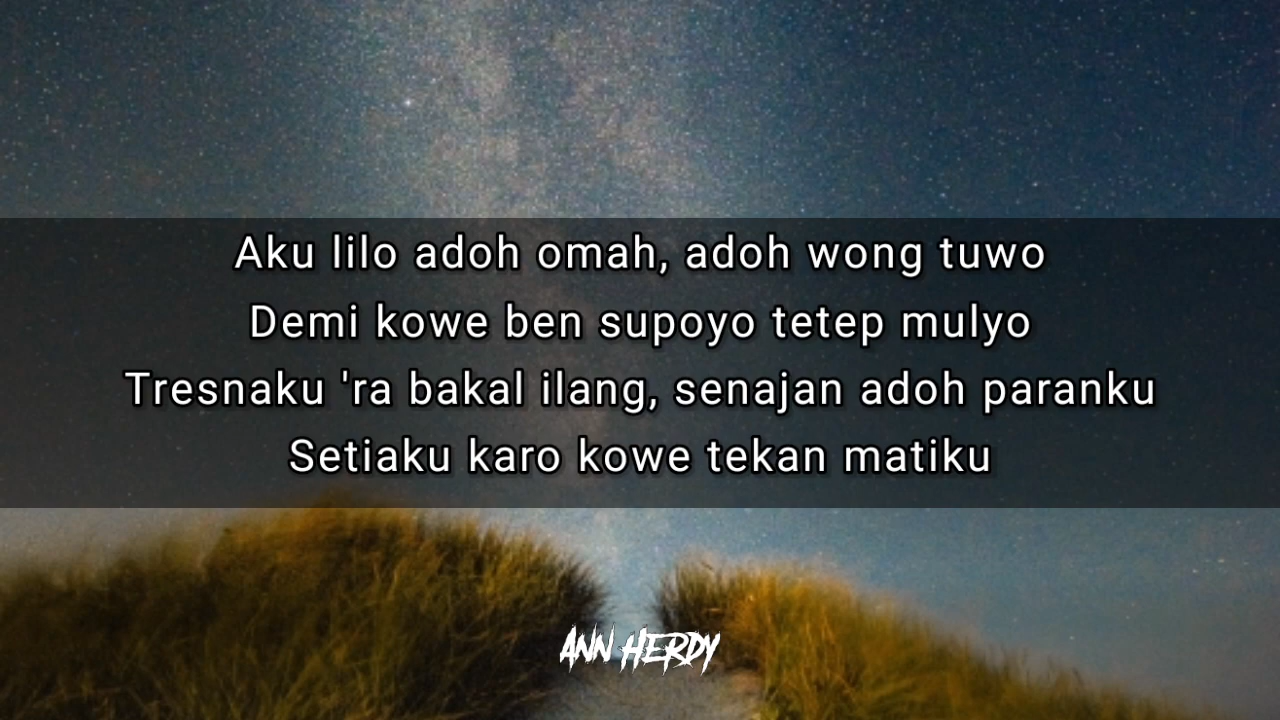 Aku lilo adoh omah, adoh wong tuwo
Demi kowe ben supoyo tetep mulyo
Tresnaku 'ra bakal ilang, senajan adoh paranku
Setiaku karo kowe tekan matiku
ANN HERDY